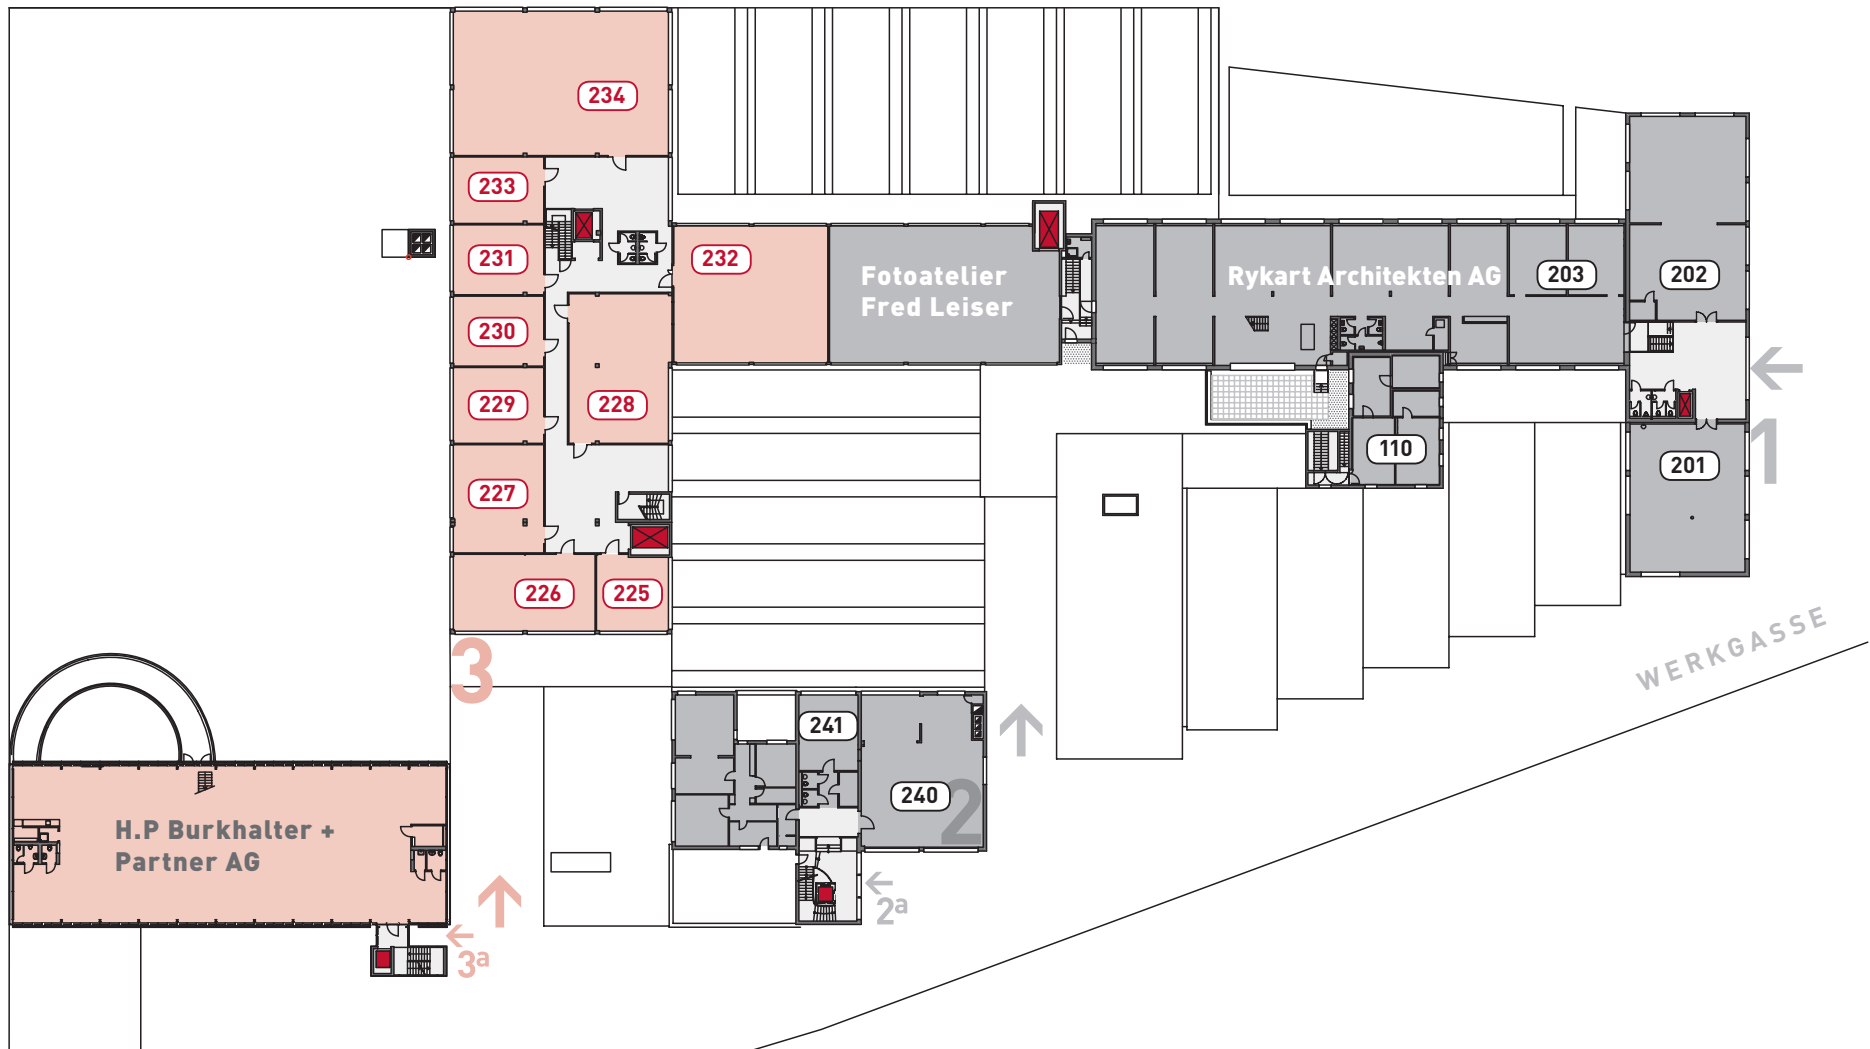 234
233
231
232
Fotoatelier
Fred Leiser
Rykart Architekten AG
203
202
230
229
228
110
201
1
227
226
225
3
WERKGASSE
241
240
2
H.P Burkhalter +
Partner AG
2a
3a